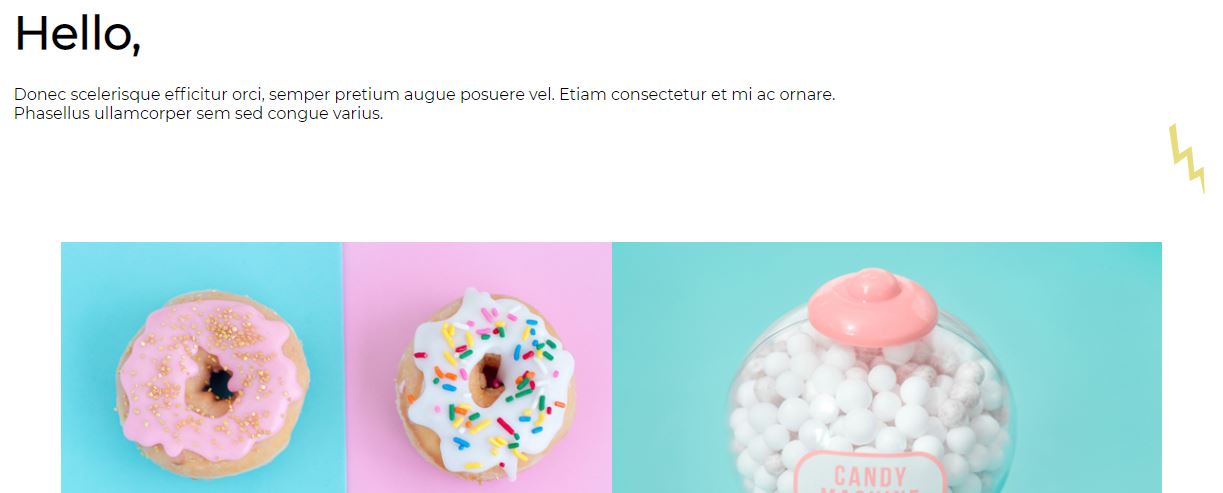 Hello,
Donec scelerisque efficitur orci, semper pretium augue posuere vel. Etiam consectetur et mi ac ornare.
Phasellus ullamcorper sem sed congue varius.
CANDY
MACHINE